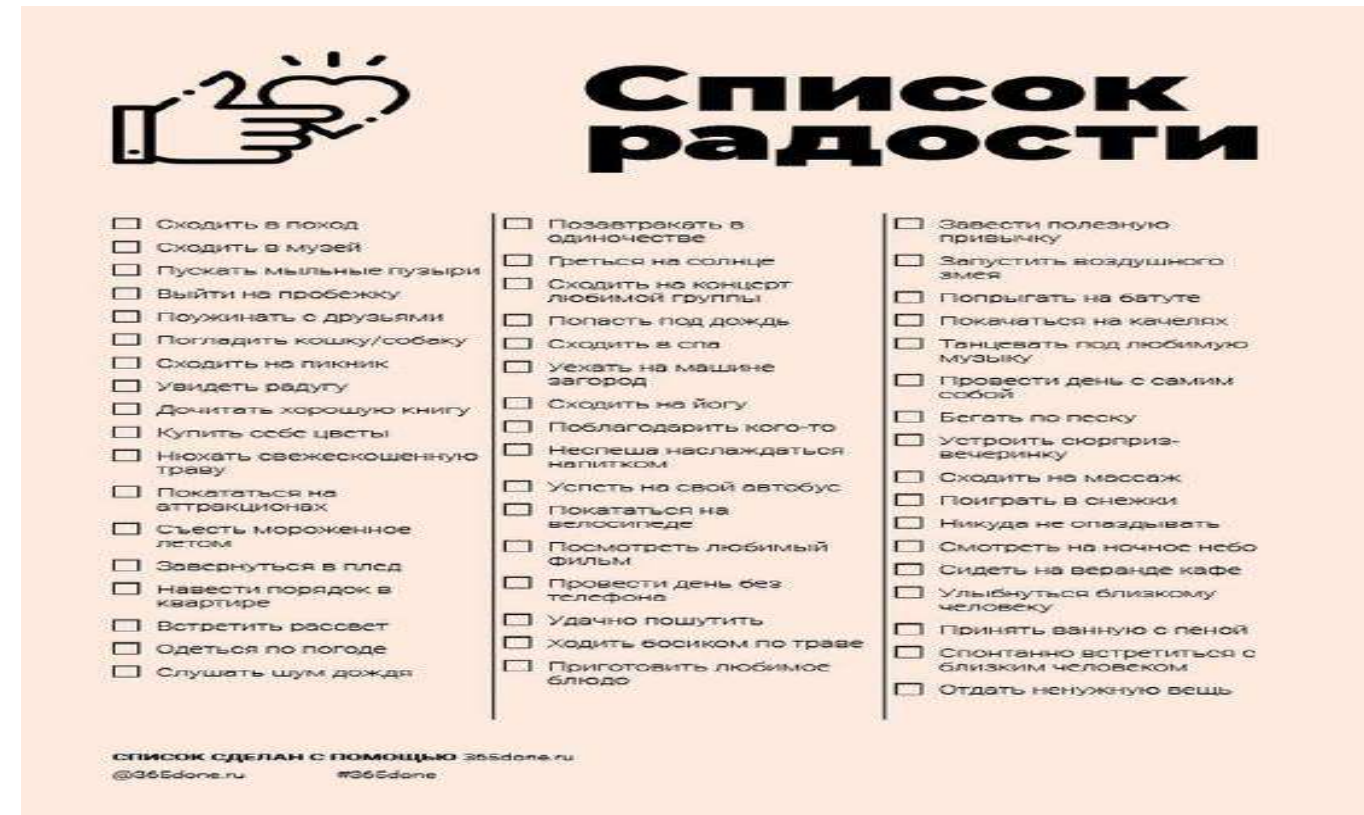 Список
радости
Сходить в поход
Сходить в музей
Пускать мыльные пузыри
Выйти на пробежку
Поужинать с друзьями
Погладить кошку/собаку
Сходить на пикник
Увидеть радугу
Дочитать хорошую книгу
Купить себе цветы
Нюхать свежескошенную
траву
Покататься на
аттракционах
Съесть мороженное
летом
Завернуться в плед
Навести порядок в
квартире
Встретить рассвет
Одеться по погоде
Слушать шум дождя
Позавтракать в
одиночестве
Греться на солнце
Сходить на концерт
любимой группы
Попасть под дождь
Сходить в спа
Уехать на машине
загород
Сходить на йогу
Поблагодарить кого-то
Неспеша наслаждаться
напитком
Успеть на свой автобус
Покататься на
велосипеде
Посмотреть любимый
фильм
Провести день без
телефона
Удачно пошутить
Ходить босиком по траве
Приготовить любимое
блюдо
Завести полезную
привычку
Запустить воздушного
змея
Попрыгать на батуте
Покачаться на качелях
Танцевать под любимую
музыку
Провести день с самим
собой
Бегать по песку
Устроить сюрприз-
вечеринку
Сходить на массаж
Поиграть в снежки
Никуда не опаздывать
Смотреть на ночное небо
Сидеть на веранде кафе
Улыбнуться близкому
человеку
Принять ванную с пеной
Спонтанно встретиться с
близким человеком
Отдать ненужную вещь
СПИСОК СДЕЛАН С ПОМОЩЬЮ 365done.ru
@365done.ru #365done